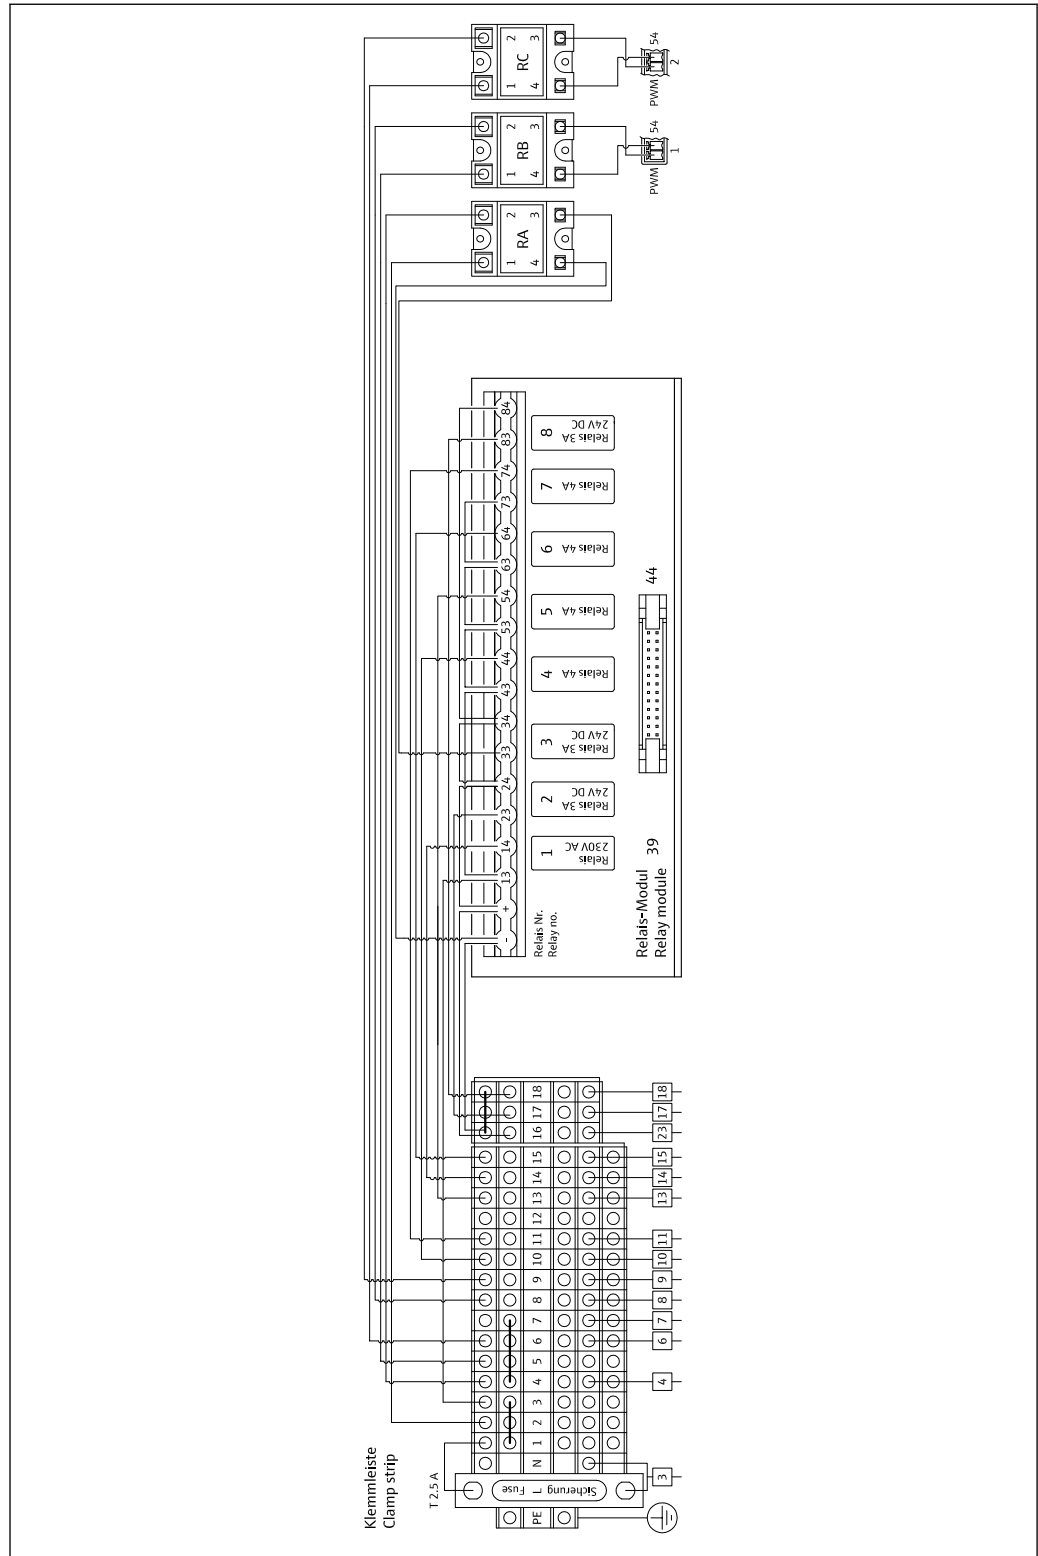 Klemmleiste
Clamp strip
T 2.5 A
PE
Sicherung L Fuse
N
1
2
3
4
5
6
7
8
9
10
11
12
13
14
15
16
17
18
3
4
6
7
8
9
10
11
13
14
15
23
17
18
Relais-Modul 39
Relay module
Relais Nr.
Relay no.
-
+
13
14
23
24
33
34
43
44
53
54
63
64
73
74
83
84
1 Relais
230V AC
2 Relais 3A
24V DC
3 Relais 3A
24V DC
4 Relais 4A
5 Relais 4A
6 Relais 4A
7 Relais 4A
8 Relais 3A
24V DC
44
RA
1 2
4 3
RB
1 2
4 3
RC
1 2
4 3
PWM 54
1
PWM 54
2